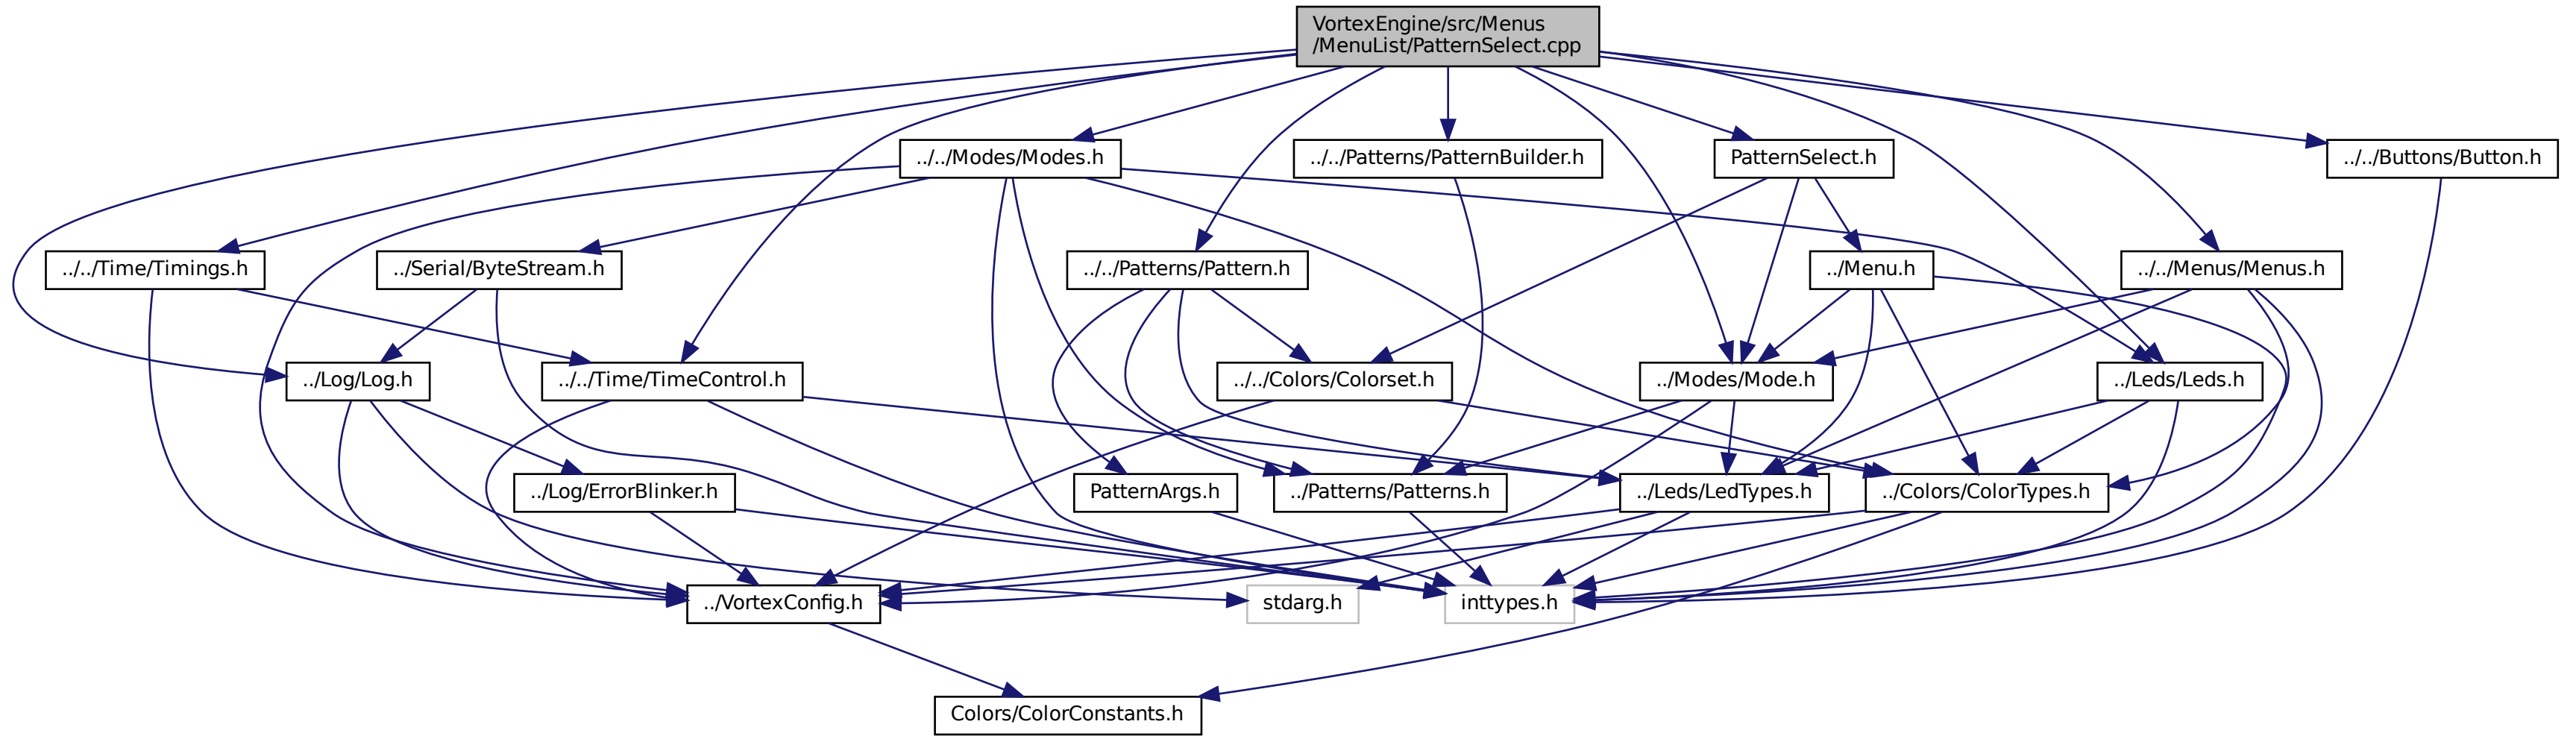 VortexEngine/src/Menus
/MenuList/PatternSelect.cpp
../../Modes/Modes.h
../../Patterns/PatternBuilder.h
PatternSelect.h
../../Buttons/Button.h
../../Time/Timings.h
../Serial/ByteStream.h
../../Patterns/Pattern.h
../Menu.h
../../Menus/Menus.h
../Log/Log.h
../../Time/TimeControl.h
../../Colors/Colorset.h
../Modes/Mode.h
../Leds/Leds.h
../Log/ErrorBlinker.h
PatternArgs.h
../Patterns/Patterns.h
../Leds/LedTypes.h
../Colors/ColorTypes.h
../VortexConfig.h
stdarg.h
inttypes.h
Colors/ColorConstants.h